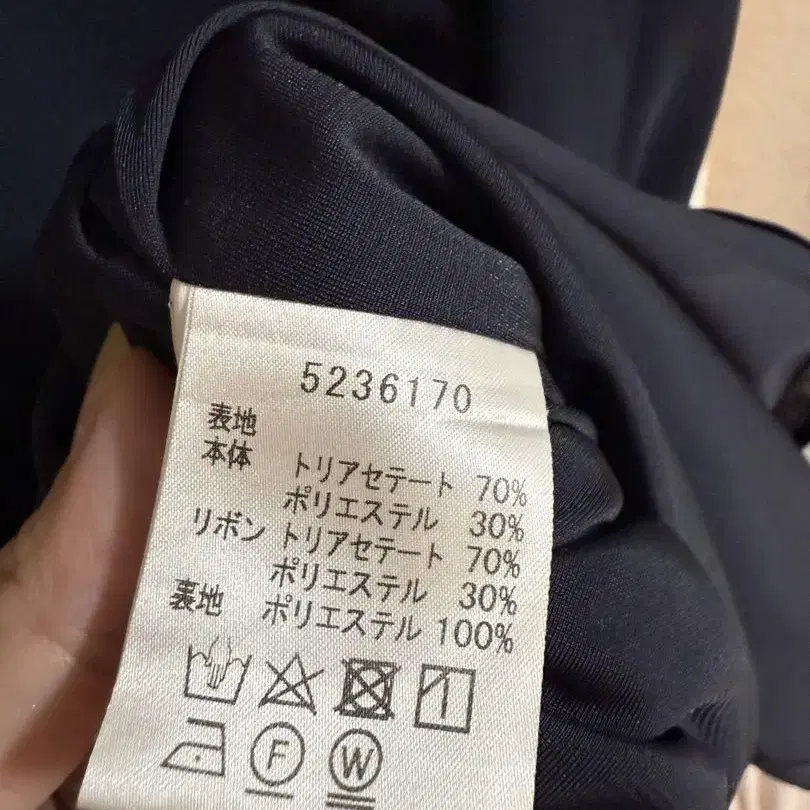 5236170
表地
本体 トリアセテート 70%
ポリエステル 30%
リボン トリアセテート 70%
ポリエステル 30%
裏地 ポリエステル 100%
F W